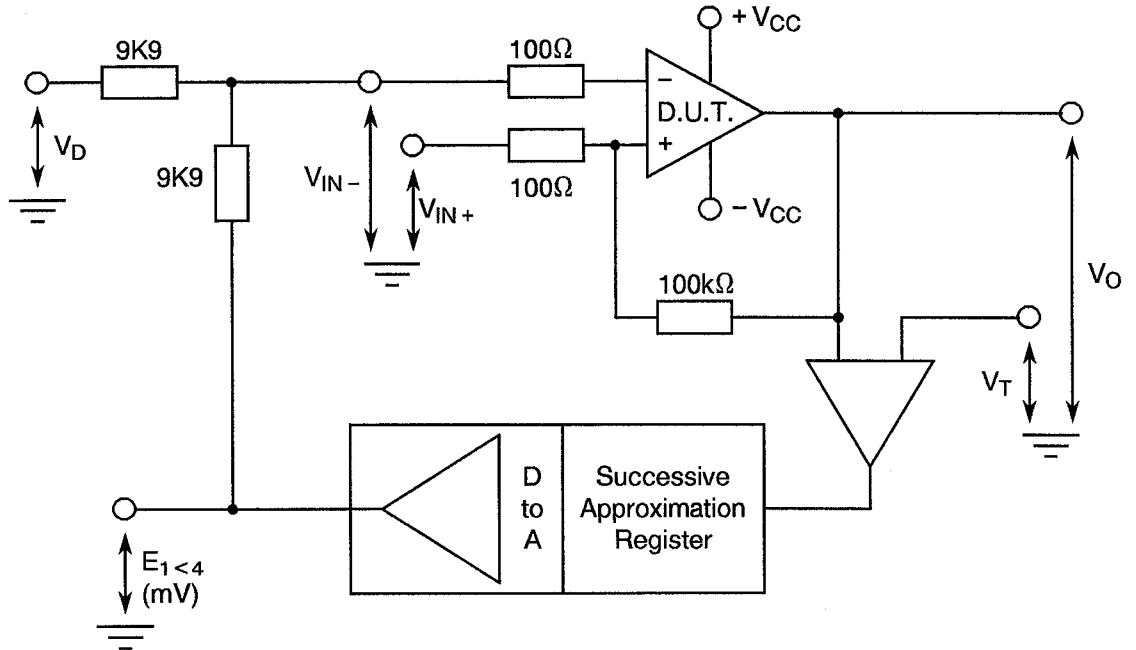 + VCC
9K9
100Ω
−
D.U.T.
+
VD
9K9
VIN −
VIN +
100Ω
− VCC
100kΩ
VO
VT
D
to
A
Successive
Approximation
Register
E1<4
(mV)